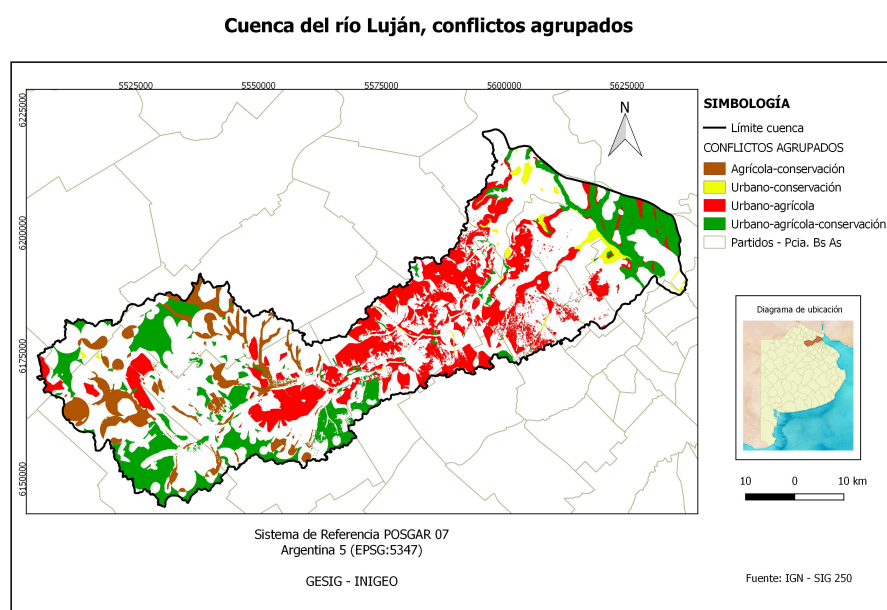 Cuenca del río Luján, conflictos agrupados
5525000
5550000
5575000
5600000
5625000
6225000
6200000
6175000
6150000
N
SIMBOLOGÍA
Límite cuenca
CONFLICTOS AGRUPADOS
Agrícola-conservación
Urbano-conservación
Urbano-agrícola
Urbano-agrícola-conservación
Partidos - Pcia. Bs As
Diagrama de ubicación
10 0 10 km
Sistema de Referencia POSGAR 07
Argentina 5 (EPSG:5347)
GESIG - INIGEO
Fuente: IGN - SIG 250